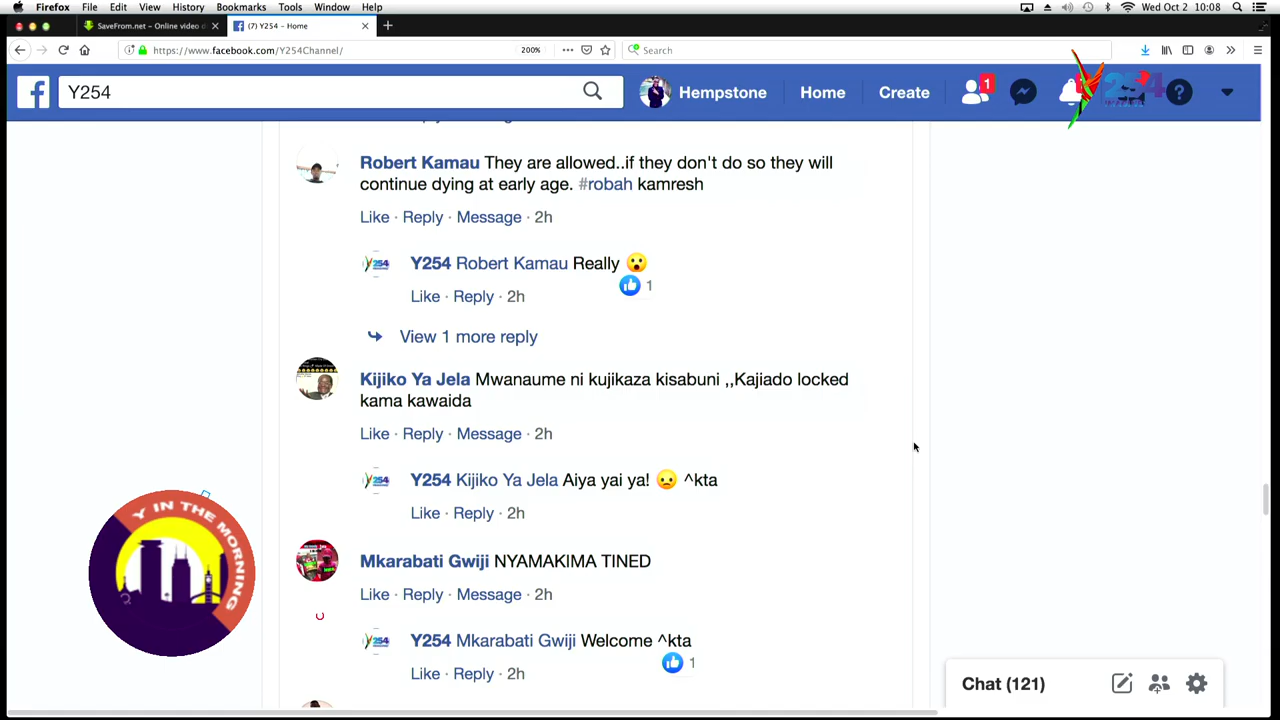 Firefox File Edit View History Bookmarks Tools Window Help
Wed Oct 2 10:08
SaveFrom.net – Online video d
(7) Y254 - Home
https://www.facebook.com/Y254Channel/
200%
Search
Y254
Hempstone
Home
Create
1
254
Robert Kamau They are allowed..if they don't do so they will
continue dying at early age. #robah kamresh
Like · Reply · Message · 2h
Y254
Y254 Robert Kamau Really 😮
1
Like · Reply · 2h
View 1 more reply
Kijiko Ya Jela Mwanaume ni kujikaza kisabuni ,,Kajiado locked
kama kawaida
Like · Reply · Message · 2h
Y254
Y254 Kijiko Ya Jela Aiya yai ya! 😞 ^kta
Like · Reply · 2h
Y IN THE MORNING
Mkarabati Gwiji NYAMAKIMA TINED
Like · Reply · Message · 2h
Y254
Y254 Mkarabati Gwiji Welcome ^kta
1
Like · Reply · 2h
Chat (121)